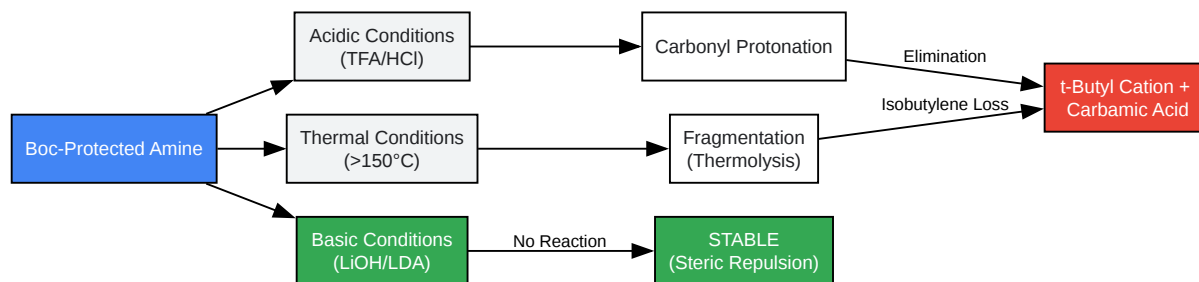 Acidic Conditions
(TFA/HCl)
Carbonyl Protonation
Elimination
t-Butyl Cation +
Carbamic Acid
Isobutylene Loss
Boc-Protected Amine
Thermal Conditions
(>150°C)
Fragmentation
(Thermolysis)
Basic Conditions
(LiOH/LDA)
No Reaction
STABLE
(Steric Repulsion)